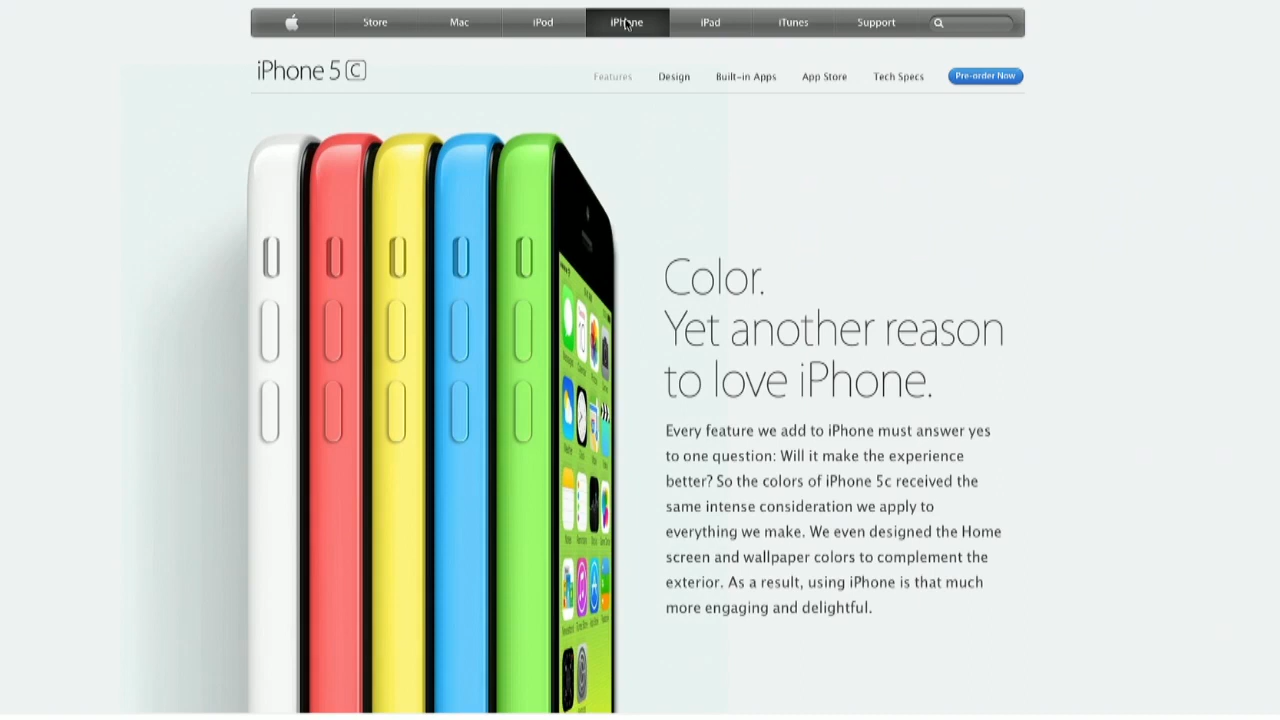 Store Mac iPod iPhone iPad iTunes Support
iPhone 5 C
Features Design Built-in Apps App Store Tech Specs Pre-order Now
Color.
Yet another reason
to love iPhone.
Every feature we add to iPhone must answer yes
to one question: Will it make the experience
better? So the colors of iPhone 5c received the
same intense consideration we apply to
everything we make. We even designed the Home
screen and wallpaper colors to complement the
exterior. As a result, using iPhone is that much
more engaging and delightful.